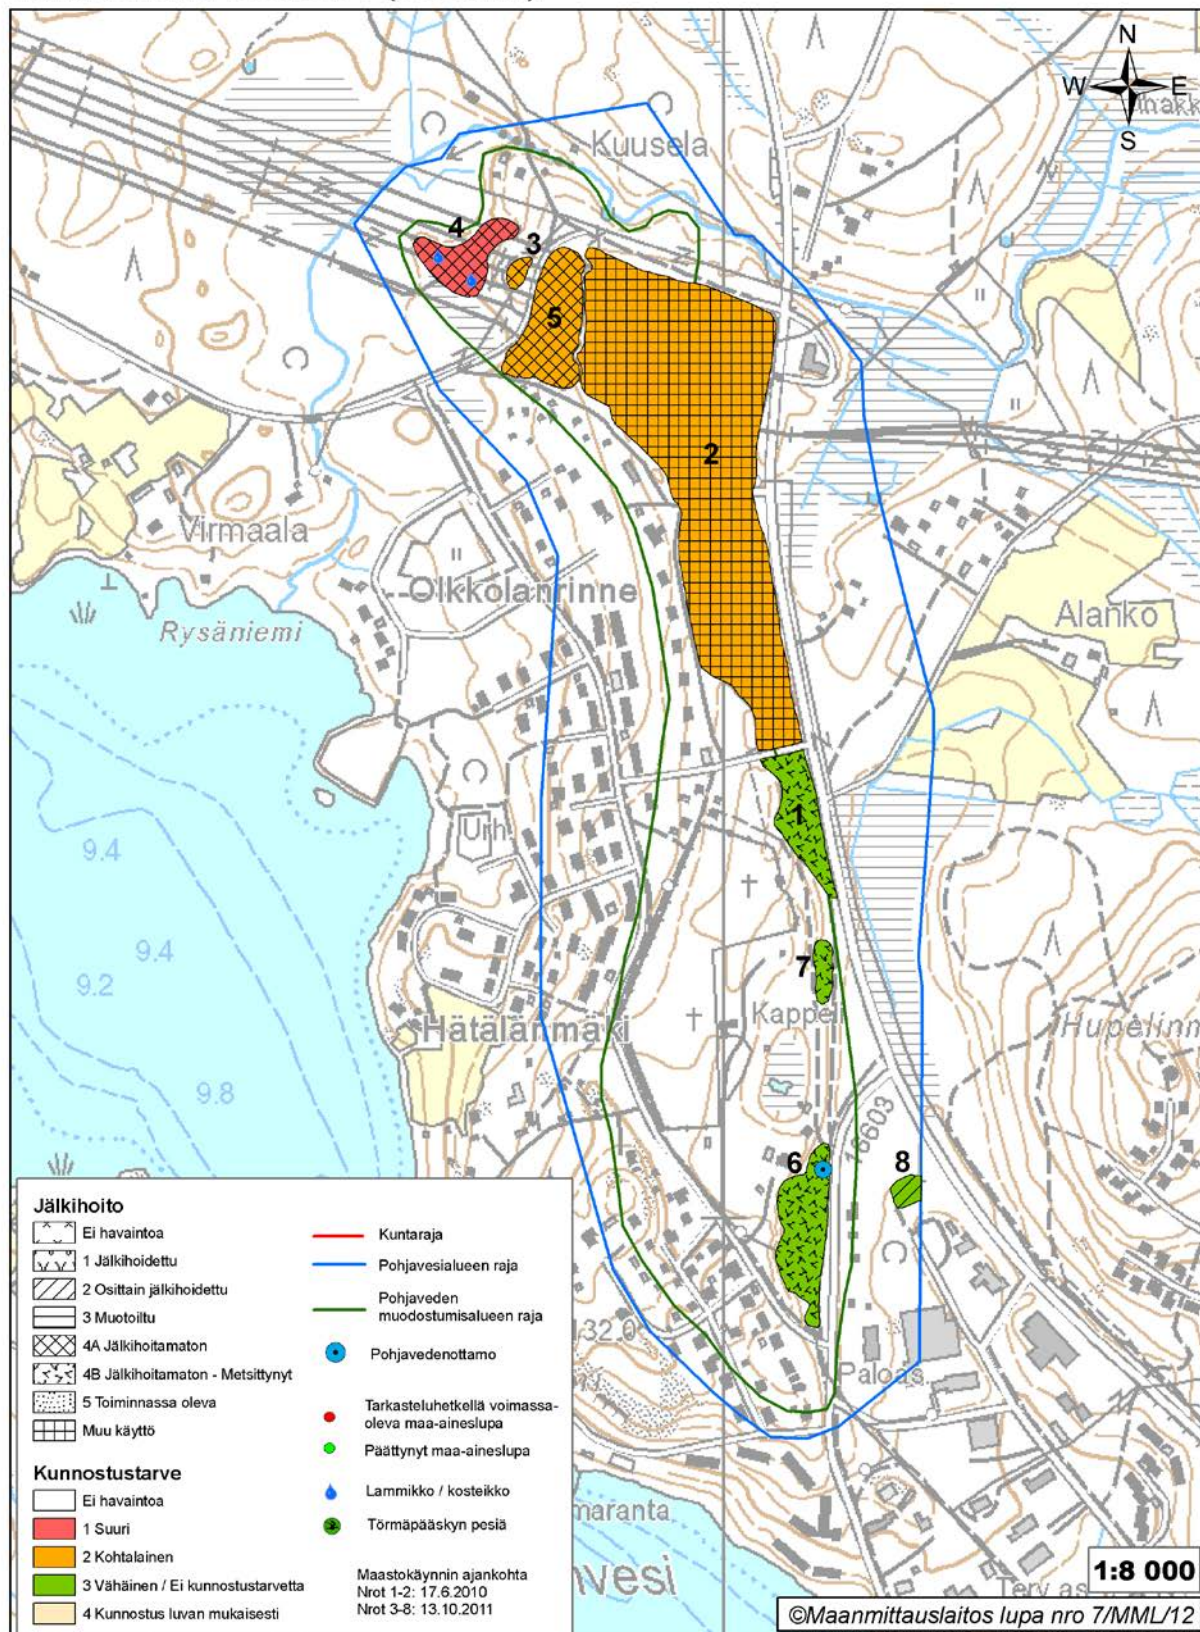 N
W E
S
Kuusela
4
3
5
2
Virmaala
Olkkolanrinne
Rysäniemi
Alanko
1
Urh.
9.4
9.4
9.2
7
Kappeli
Hätälänmäki
9.8
16603
6
8
132.0
Paloas.
Jälkihoito
Ei havaintoa
1 Jälkihoidettu
2 Osittain jälkihoidettu
3 Muotoiltu
4A Jälkihoitamaton
4B Jälkihoitamaton - Metsittynyt
5 Toiminnassa oleva
Muu käyttö
Kunnostustarve
Ei havaintoa
1 Suuri
2 Kohtalainen
3 Vähäinen / Ei kunnostustarvetta
4 Kunnostus luvan mukaisesti
Kuntaraja
Pohjavesialueen raja
Pohjaveden
muodostumisalueen raja
Pohjavedenottamo
Tarkasteluhetkellä voimassa-
oleva maa-aineslupa
Päättynyt maa-aineslupa
Lammikko / kosteikko
Törmäpääskyn pesiä
Maastokäynnin ajankohta
Nrot 1-2: 17.6.2010
Nrot 3-8: 13.10.2011
maranta
nvesi
1:8 000
©Maanmittauslaitos lupa nro 7/MML/12